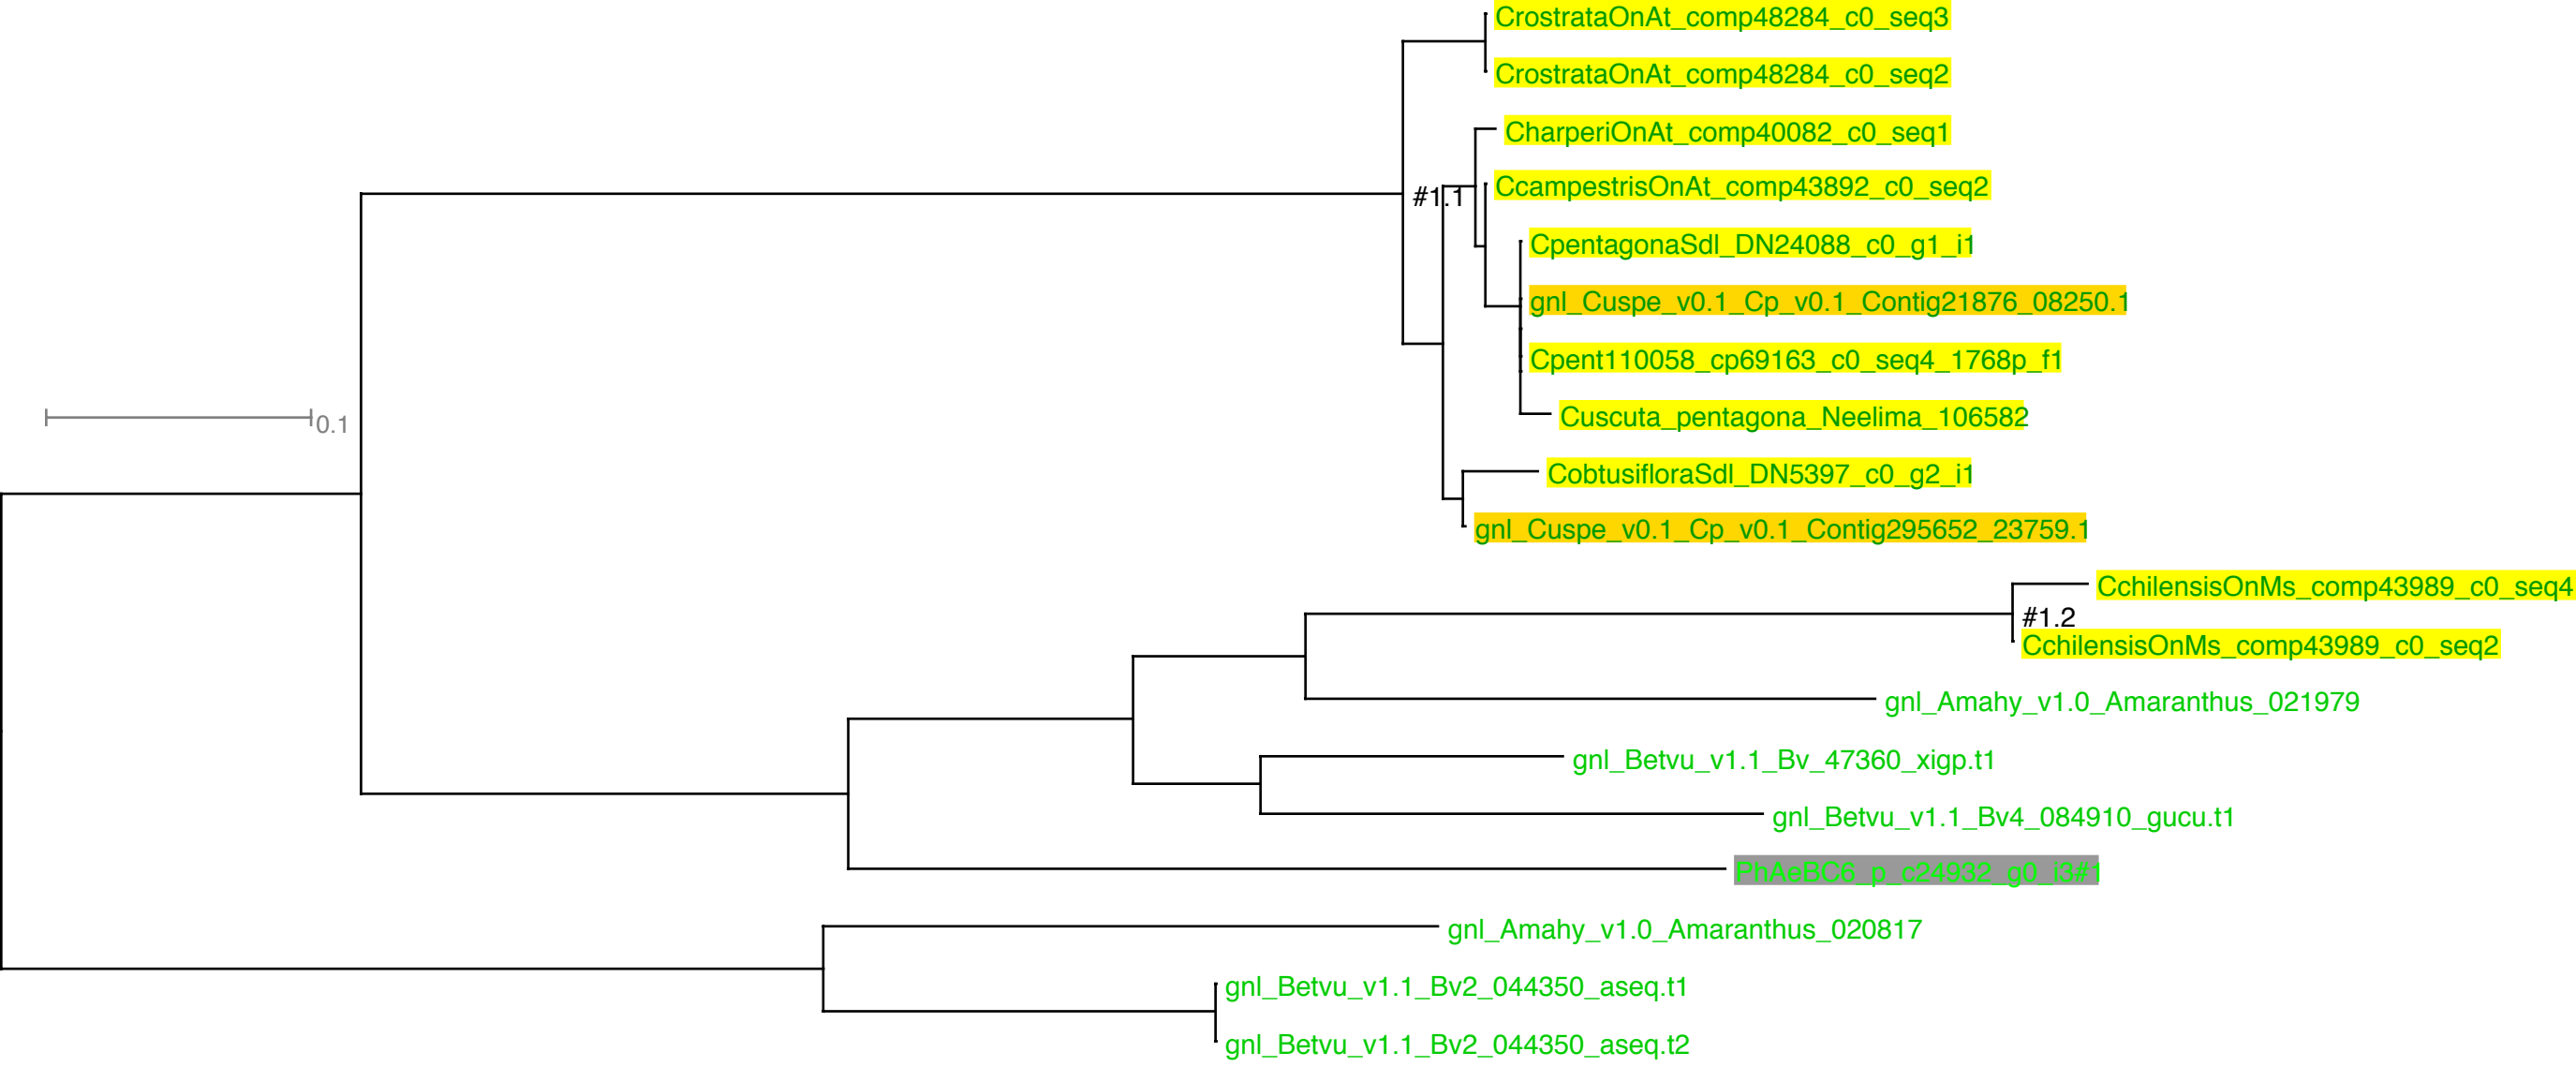 CrostrataOnAt_comp48284_c0_seq3
CrostrataOnAt_comp48284_c0_seq2
CharperiOnAt_comp40082_c0_seq1
#1.1
CcampestrisOnAt_comp43892_c0_seq2
CpentagonaSdl_DN24088_c0_g1_i1
gnl_Cuspe_v0.1_Cp_v0.1_Contig21876_08250.1
Cpent110058_cp69163_c0_seq4_1768p_f1
0.1
Cuscuta_pentagona_Neelima_106582
CobtusifloraSdl_DN5397_c0_g2_i1
gnl_Cuspe_v0.1_Cp_v0.1_Contig295652_23759.1
CchilensisOnMs_comp43989_c0_seq4
#1.2
CchilensisOnMs_comp43989_c0_seq2
gnl_Amahy_v1.0_Amaranthus_021979
gnl_Betvu_v1.1_Bv_47360_xigp.t1
gnl_Betvu_v1.1_Bv4_084910_gucu.t1
PhAeBC6_p_c24932_g0_i3#1
gnl_Amahy_v1.0_Amaranthus_020817
gnl_Betvu_v1.1_Bv2_044350_aseq.t1
gnl_Betvu_v1.1_Bv2_044350_aseq.t2